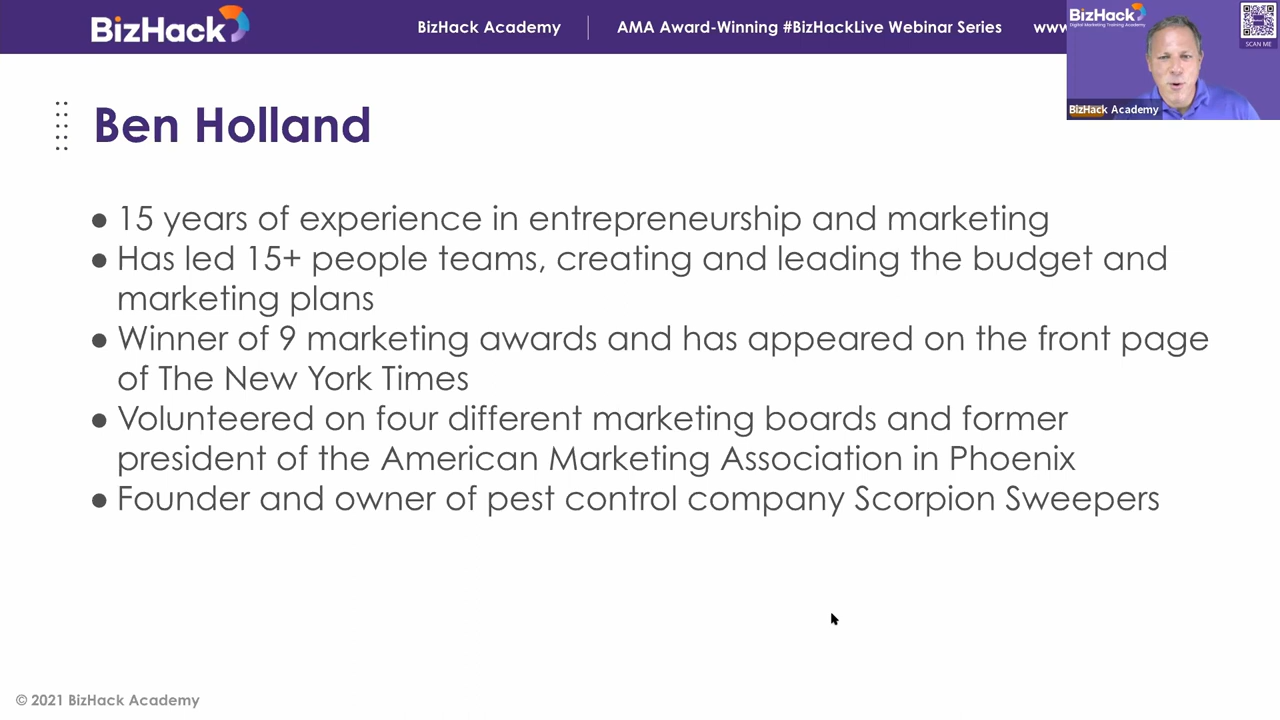 BizHack
BizHack Academy
AMA Award-Winning #BizHackLive Webinar Series
www
BizHack
Digital Marketing Training Academy
SCAN ME
BizHack Academy
Ben Holland
● 15 years of experience in entrepreneurship and marketing
● Has led 15+ people teams, creating and leading the budget and
marketing plans
● Winner of 9 marketing awards and has appeared on the front page
of The New York Times
● Volunteered on four different marketing boards and former
president of the American Marketing Association in Phoenix
● Founder and owner of pest control company Scorpion Sweepers
© 2021 BizHack Academy